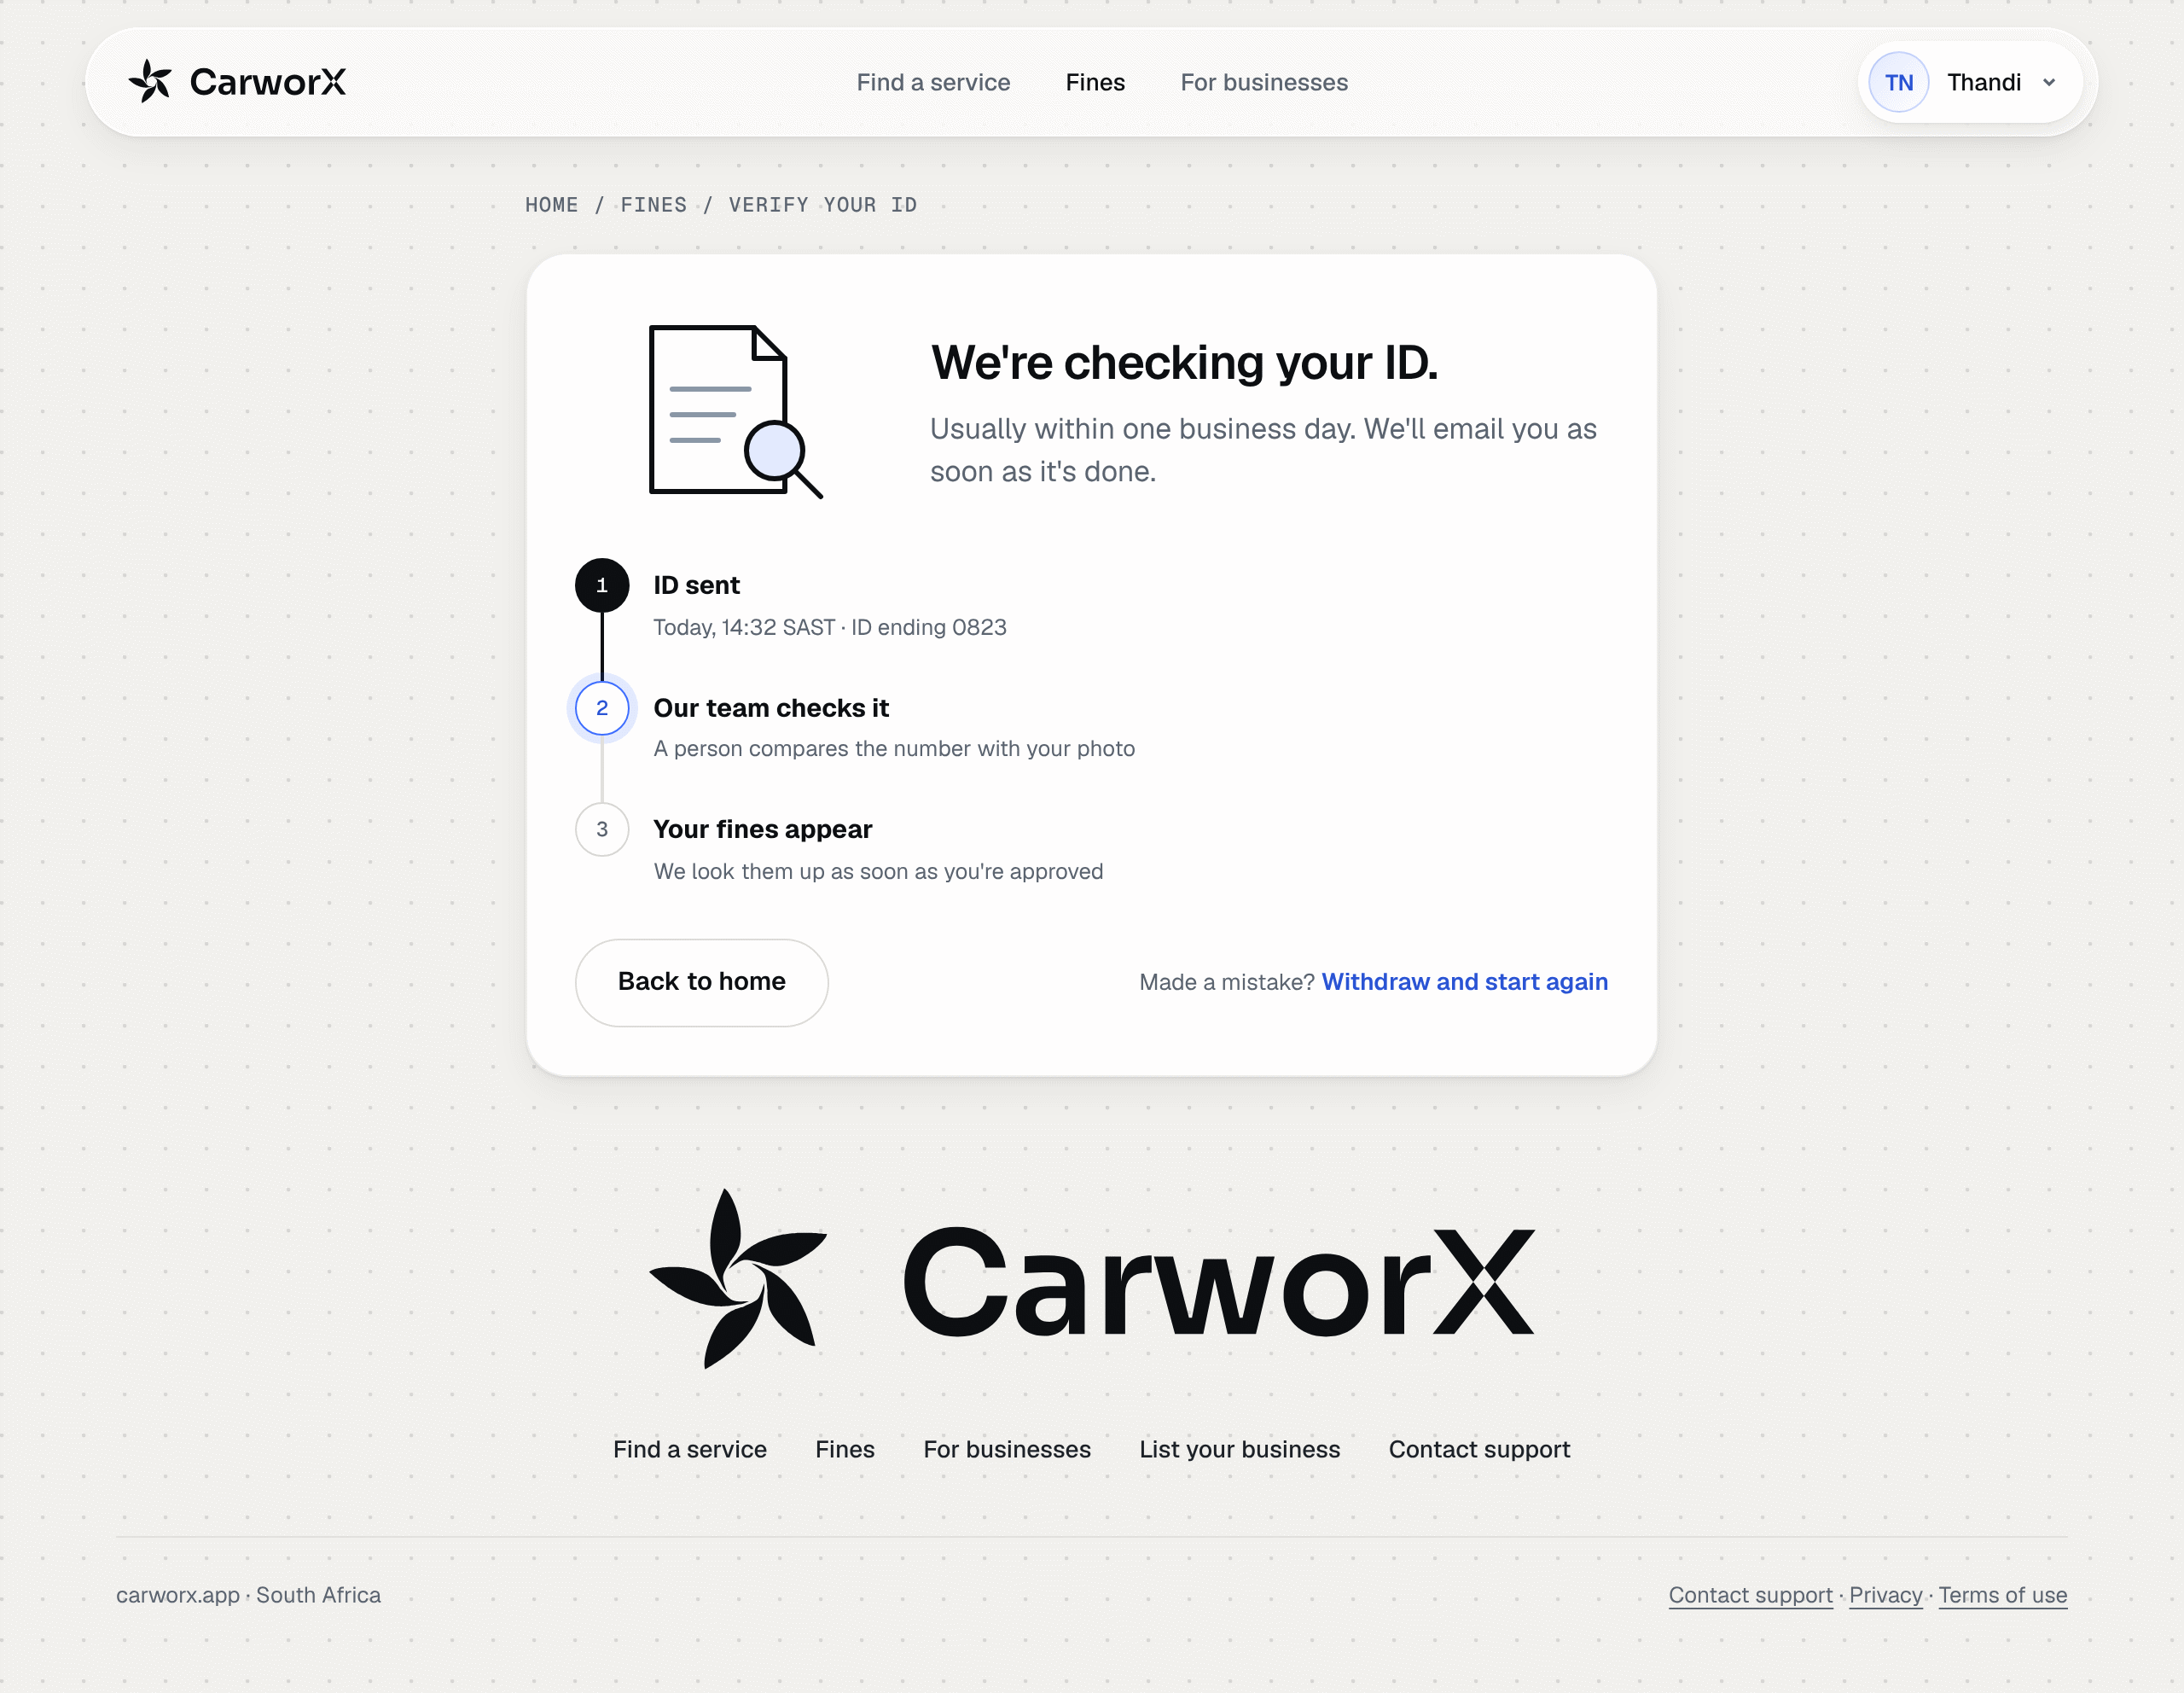 CarworX
Find a service
Fines
For businesses
TN
Thandi
HOME / FINES / VERIFY YOUR ID
We're checking your ID.
Usually within one business day. We'll email you as
soon as it's done.
1
ID sent
Today, 14:32 SAST · ID ending 0823
2
Our team checks it
A person compares the number with your photo
3
Your fines appear
We look them up as soon as you're approved
Back to home
Made a mistake? Withdraw and start again
CarworX
Find a service
Fines
For businesses
List your business
Contact support
carworx.app · South Africa
Contact support · Privacy · Terms of use